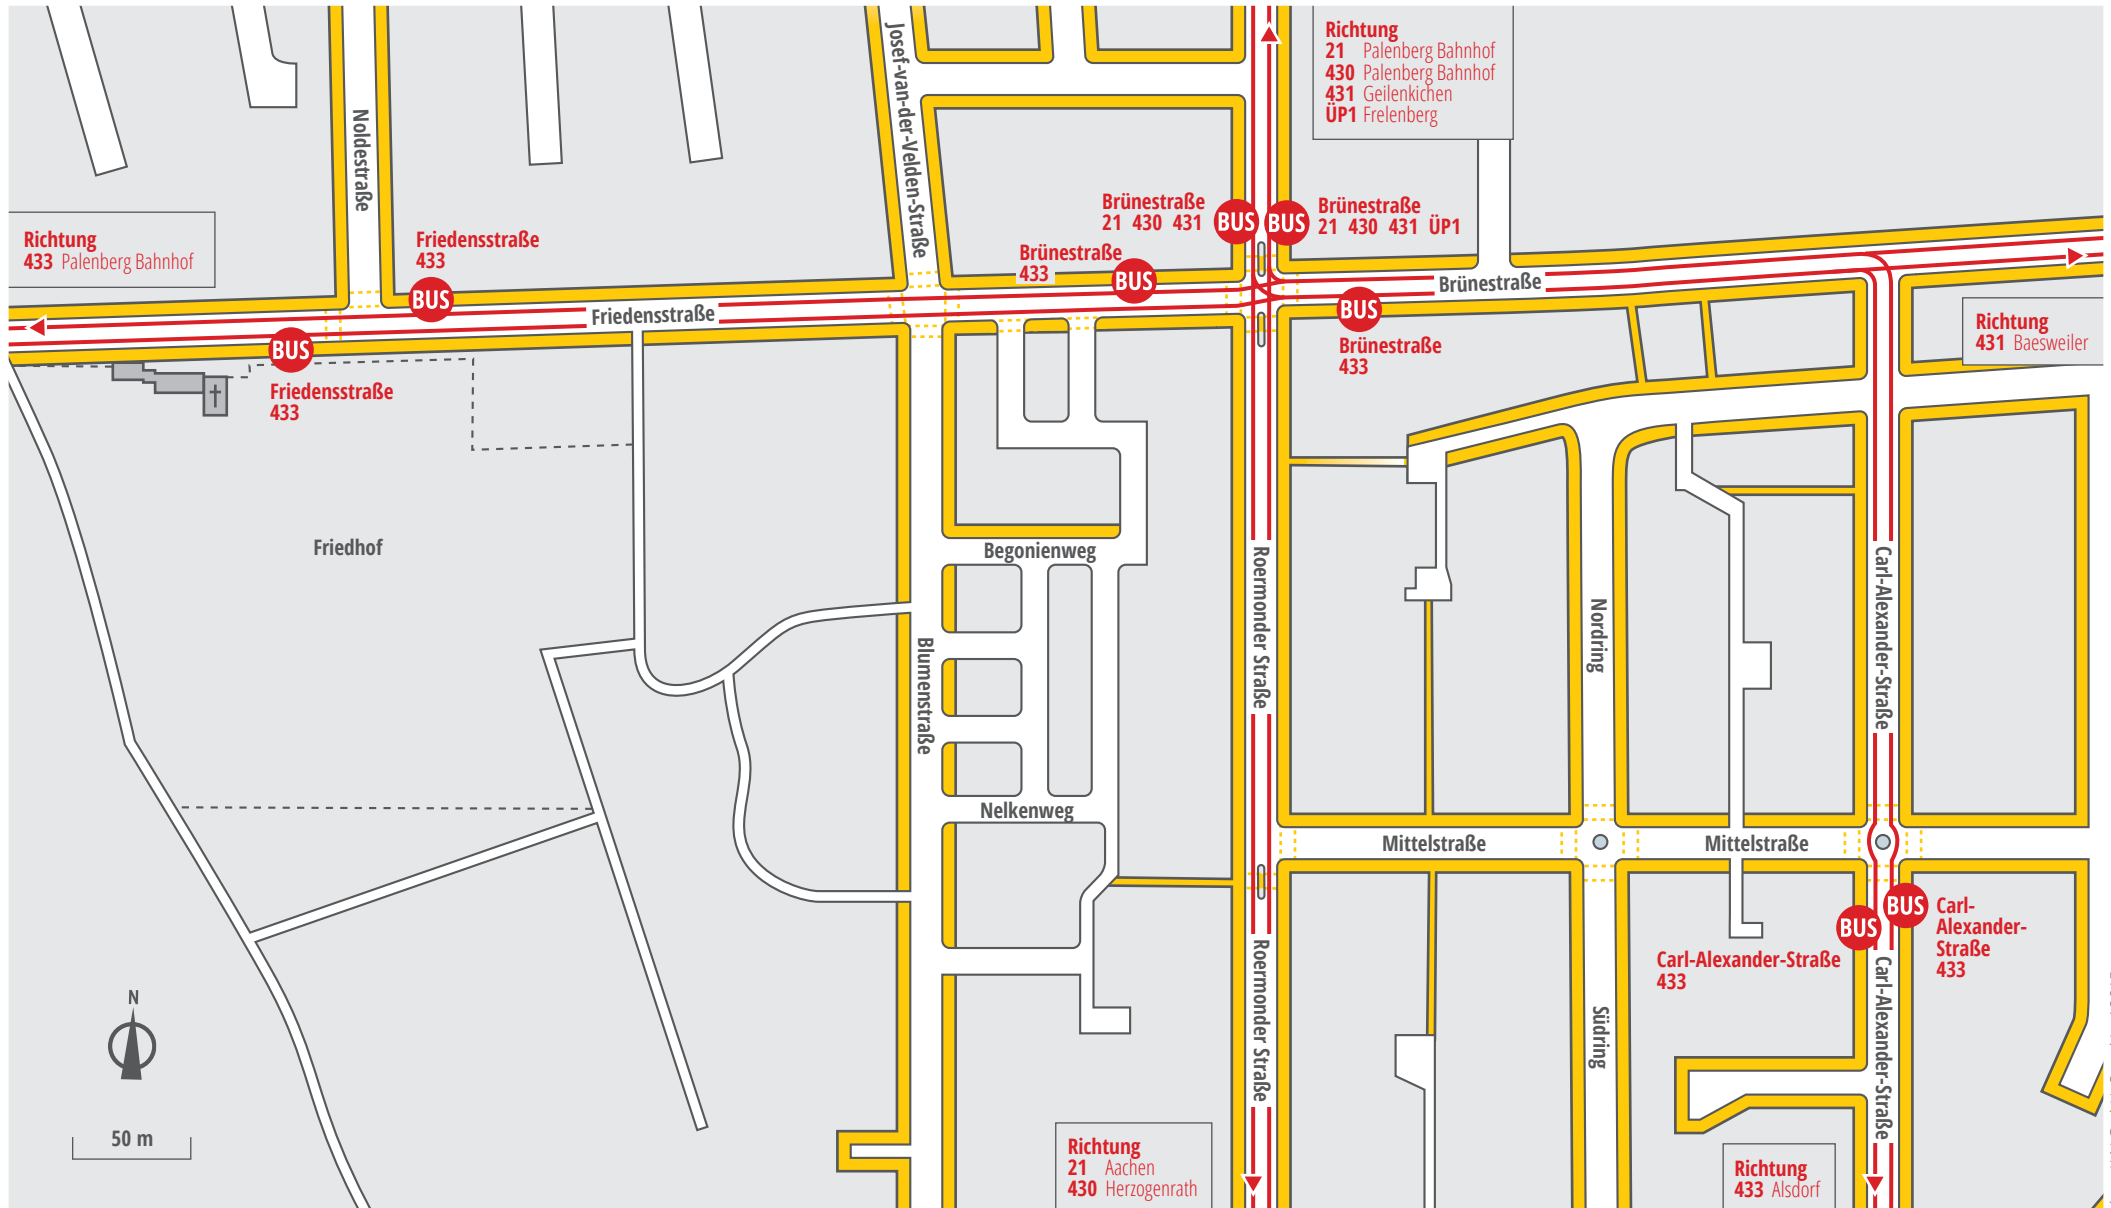 Richtung
21 Palenberg Bahnhof
430 Palenberg Bahnhof
431 Geilenkichen
ÜP1 Frelenberg
Josef-van-der-Velden-Straße
Noldestraße
Richtung
433 Palenberg Bahnhof
Friedensstraße
433
BUS
Brünestraße
21 430 431
BUS
BUS
Brünestraße
21 430 431 ÜP1
Brünestraße
433
BUS
Brünestraße
Friedensstraße
BUS
Brünestraße
433
Richtung
431 Baesweiler
BUS
Friedensstraße
433
Friedhof
Begonienweg
Blumenstraße
Nelkenweg
Roermonder Straße
Nordring
Carl-Alexander-Straße
Mittelstraße
Mittelstraße
BUS
BUS
Carl-
Alexander-
Straße
433
Carl-Alexander-Straße
433
Roermonder Straße
Südring
Carl-Alexander-Straße
N
50 m
Richtung
21 Aachen
430 Herzogenrath
Richtung
433 Alsdorf